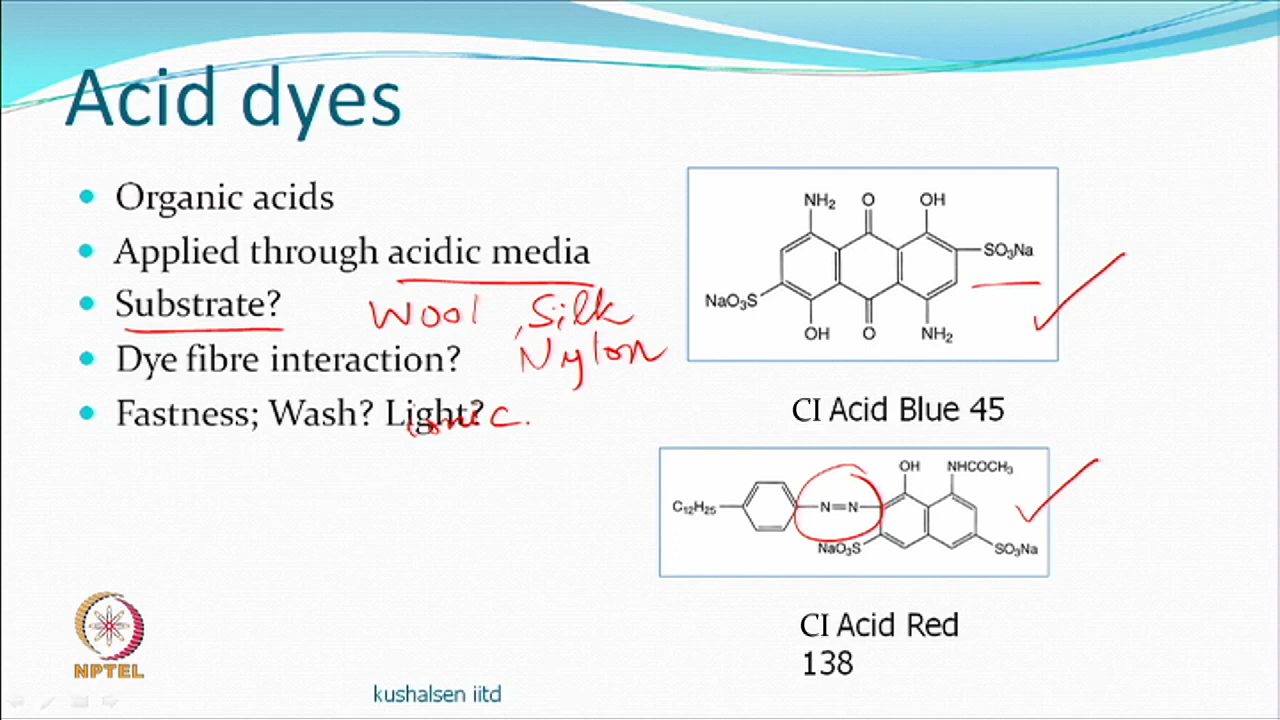 Acid dyes
Organic acids
Applied through acidic media
Substrate? Wool, Silk
Nylon
Dye fibre interaction?
Fastness; Wash? Light?
ionic.
NH₂ O OH
SO₃Na
NaO₃S
OH O NH₂
CI Acid Blue 45
OH NHCOCH₃
C₁₂H₂₅ N=N
NaO₃S SO₃Na
CI Acid Red
138
NPTEL
kushalsen iitd